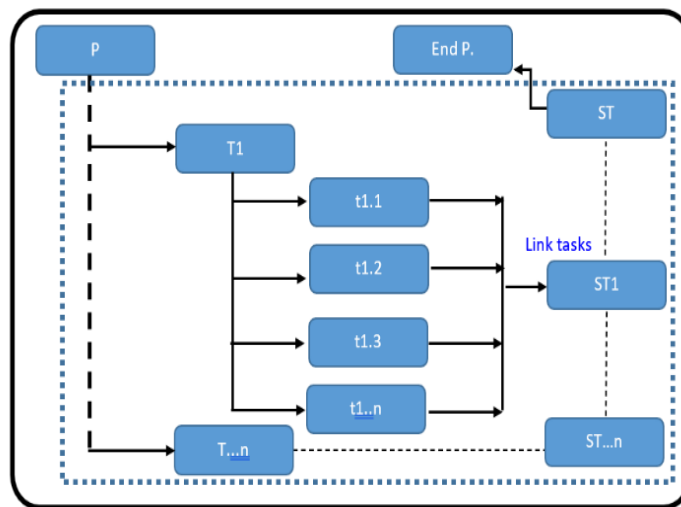 P
End P.
ST
T1
t1.1
Link tasks
t1.2
ST1
t1.3
t1..n
T...n
ST...n